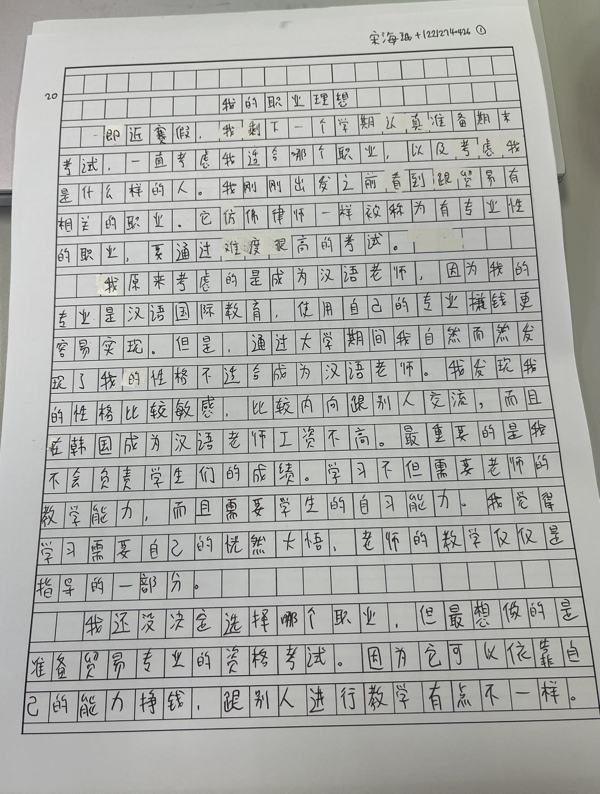 宋海 +1221274426 ①
20
我的职业理想
即近寒假，我剩下一个学期认真准备期末
考试，一直考虑我适合哪个职业，以及考虑我
是什么样的人。我刚刚出发之前看到跟贸易有
相关的职业。它仿佛律师一样被称为有专业性
的职业，要通过难度很高的考试。
我原来考虑的是成为汉语老师，因为我的
专业是汉语国际教育，使用自己的专业赚钱更
容易实现。但是，通过大学期间我自然而然发
现了我的性格不适合成为汉语老师。我发现我
的性格比较敏感，比较内向跟别人交流，而且
在韩国成为汉语老师工资不高。最重要的是我
不会负责学生们的成绩。学习不但需要老师的
教学能力，而且需要学生的自习能力。我觉得
学习需要自己的恍然大悟，老师的教学仅仅是
指导的一部分。
我还没决定选择哪个职业，但最想做的是
准备贸易专业的资格考试。因为它可以依靠自
己的能力挣钱，跟别人进行教学有点不一样。